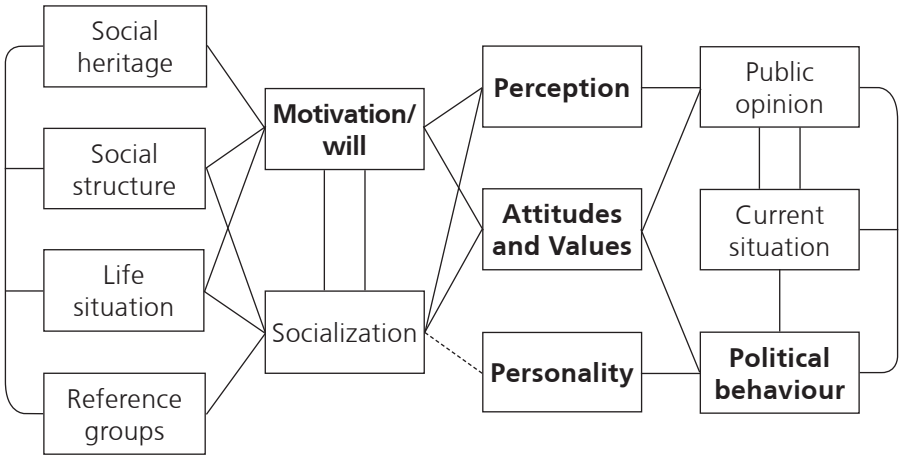 Social
heritage
Social
structure
Life
situation
Reference
groups
Motivation/
will
Socialization
Perception
Attitudes
and Values
Personality
Public
opinion
Current
situation
Political
behaviour